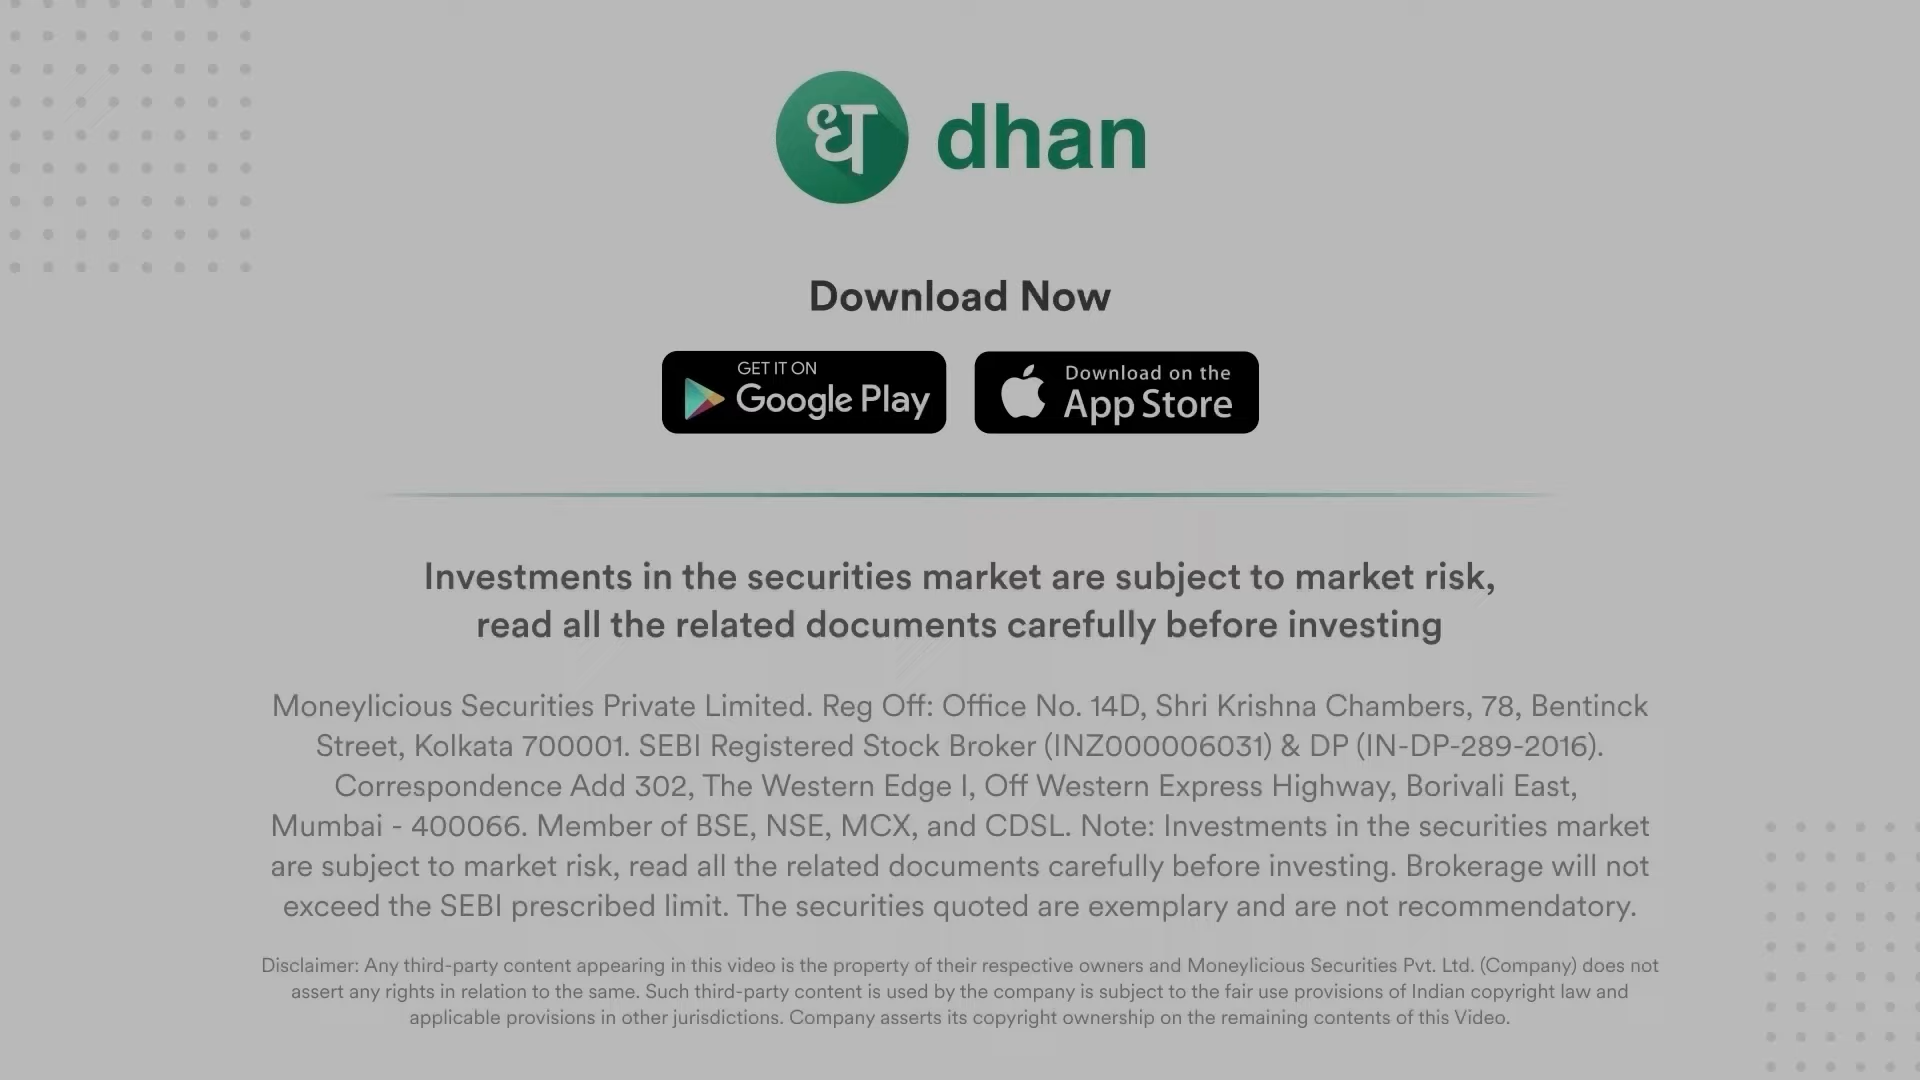 ध dhan
Download Now
GET IT ON
Google Play
Download on the
App Store
Investments in the securities market are subject to market risk,
read all the related documents carefully before investing
Moneylicious Securities Private Limited. Reg Off: Office No. 14D, Shri Krishna Chambers, 78, Bentinck
Street, Kolkata 700001. SEBI Registered Stock Broker (INZ000006031) & DP (IN-DP-289-2016).
Correspondence Add 302, The Western Edge I, Off Western Express Highway, Borivali East,
Mumbai - 400066. Member of BSE, NSE, MCX, and CDSL. Note: Investments in the securities market
are subject to market risk, read all the related documents carefully before investing. Brokerage will not
exceed the SEBI prescribed limit. The securities quoted are exemplary and are not recommendatory.
Disclaimer: Any third-party content appearing in this video is the property of their respective owners and Moneylicious Securities Pvt. Ltd. (Company) does not
assert any rights in relation to the same. Such third-party content is used by the company is subject to the fair use provisions of Indian copyright law and
applicable provisions in other jurisdictions. Company asserts its copyright ownership on the remaining contents of this Video.